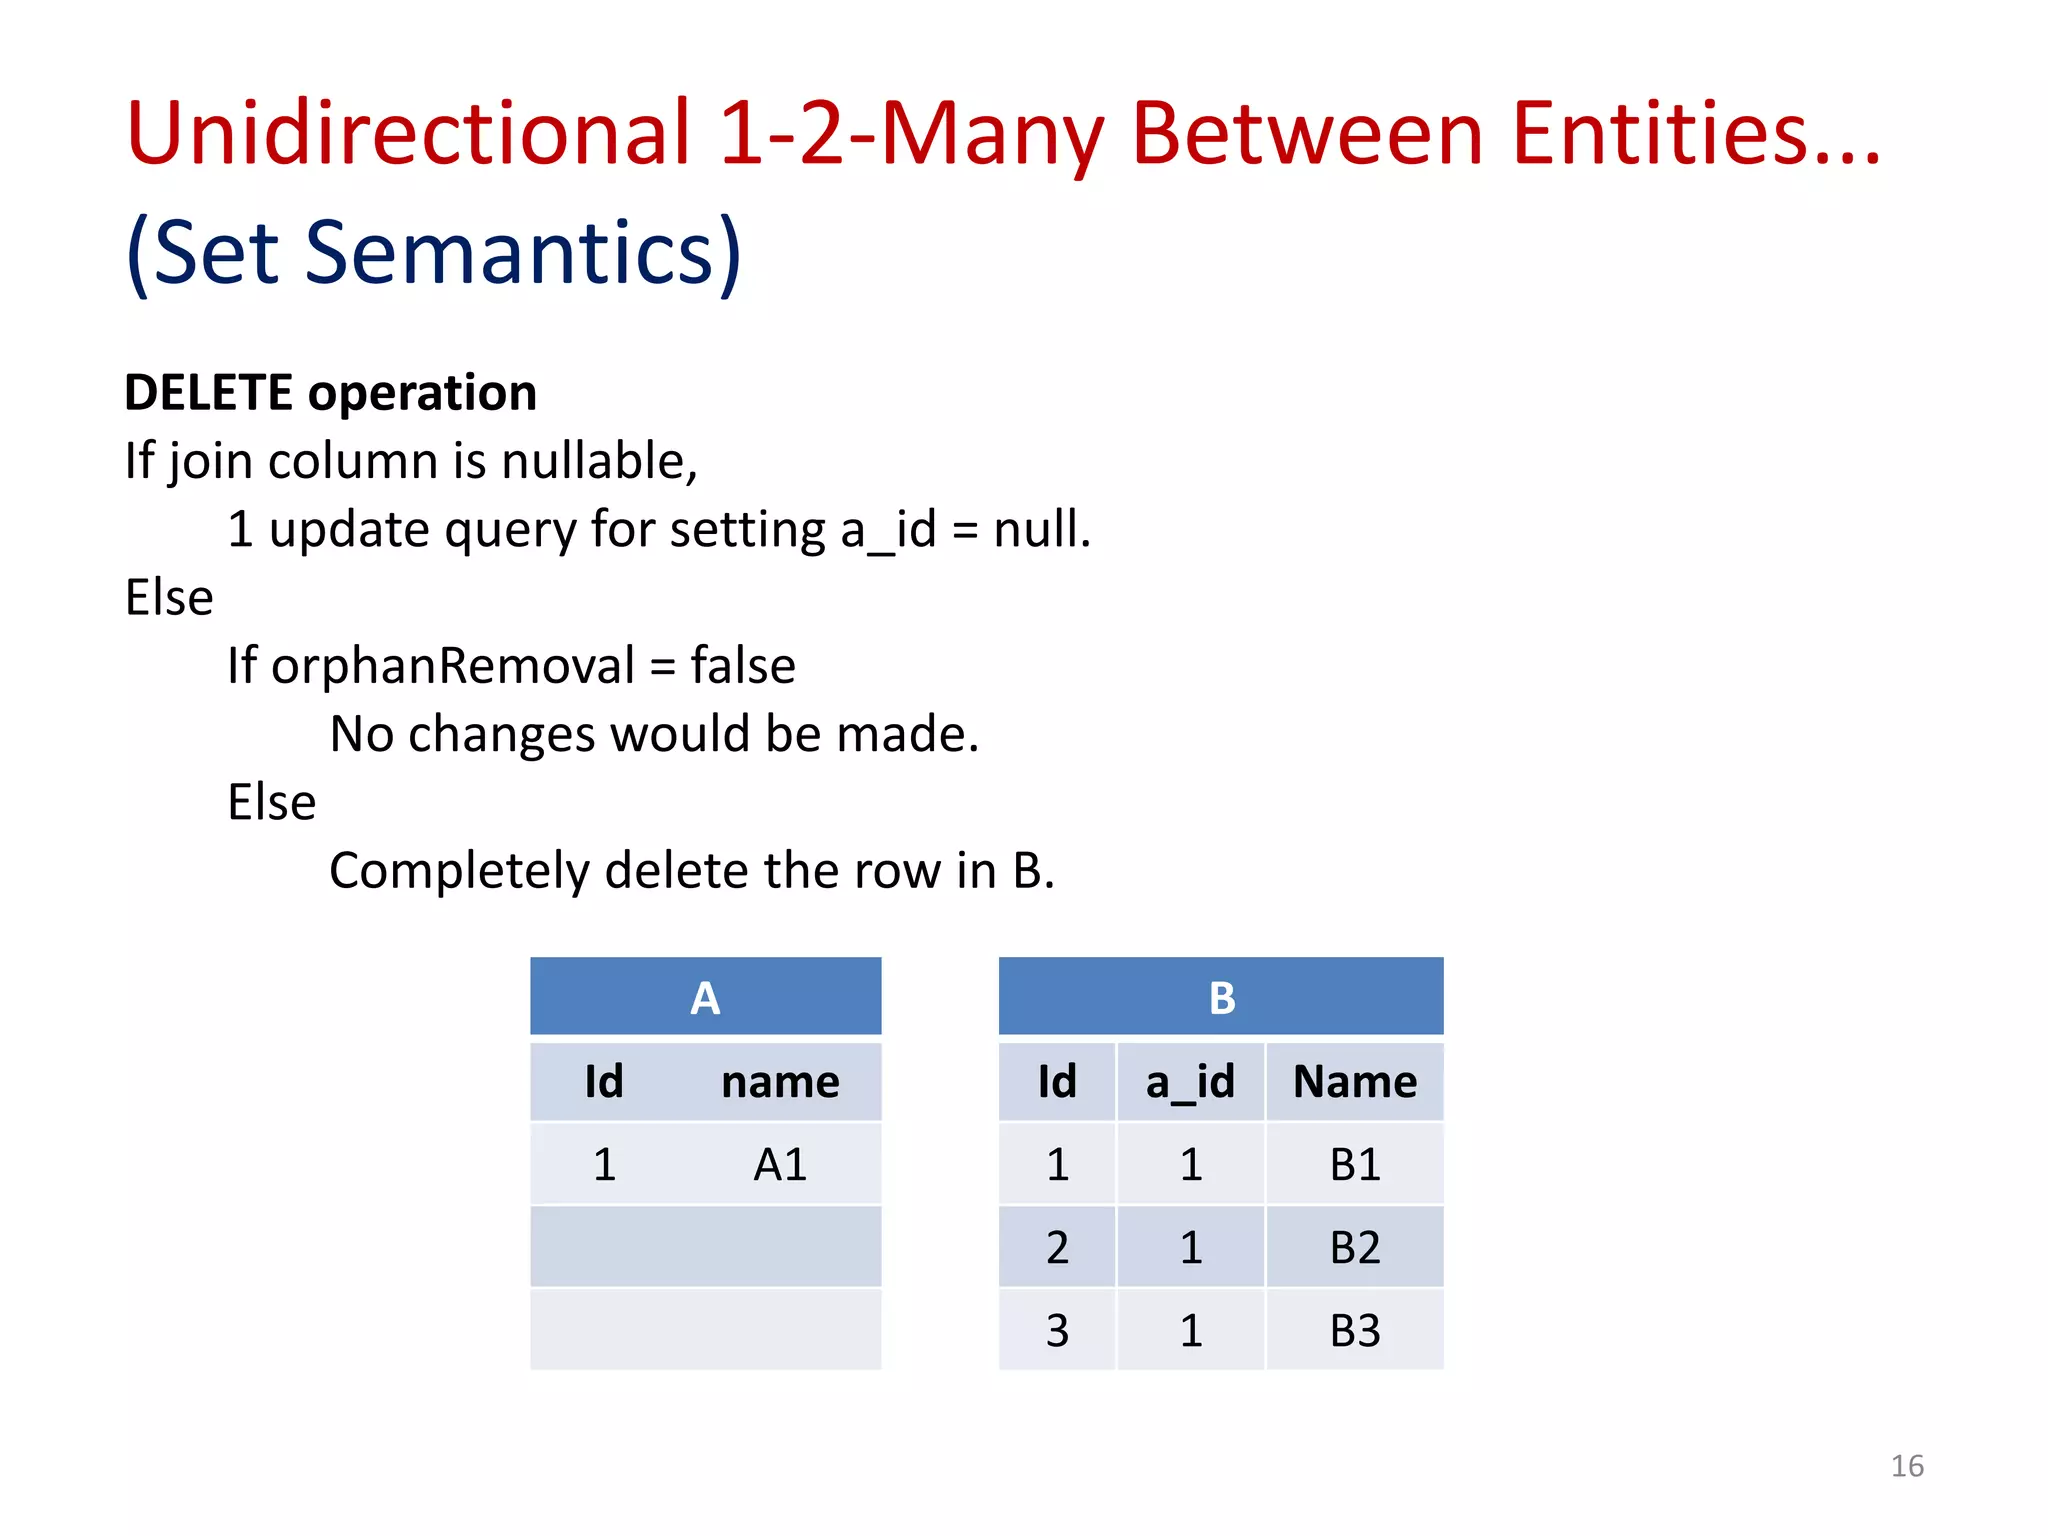 Unidirectional 1-2-Many Between Entities...
(Set Semantics)
DELETE operation
If join column is nullable,
1 update query for setting a_id = null.
Else
If orphanRemoval = false
No changes would be made.
Else
Completely delete the row in B.
A
Id name
1 A1
B
Id a_id Name
1 1 B1
2 1 B2
3 1 B3
16